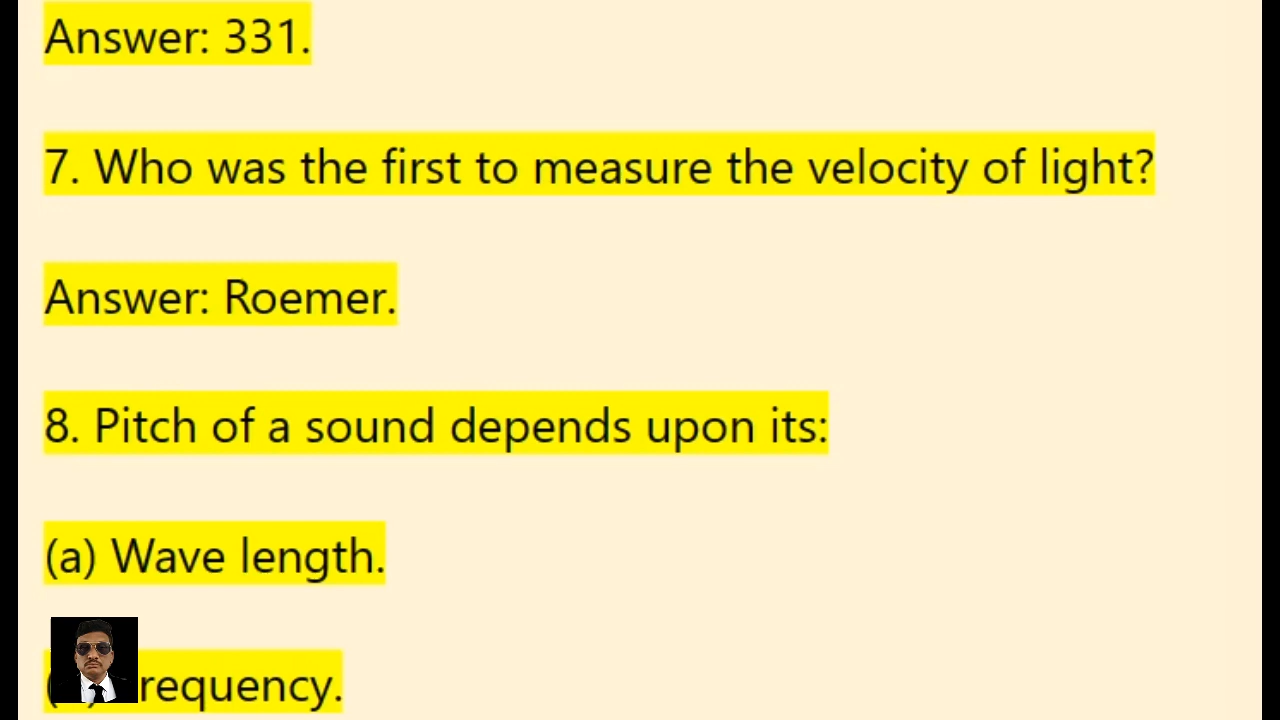 Answer: 331.
7. Who was the first to measure the velocity of light?
Answer: Roemer.
8. Pitch of a sound depends upon its:
(a) Wave length.
requency.